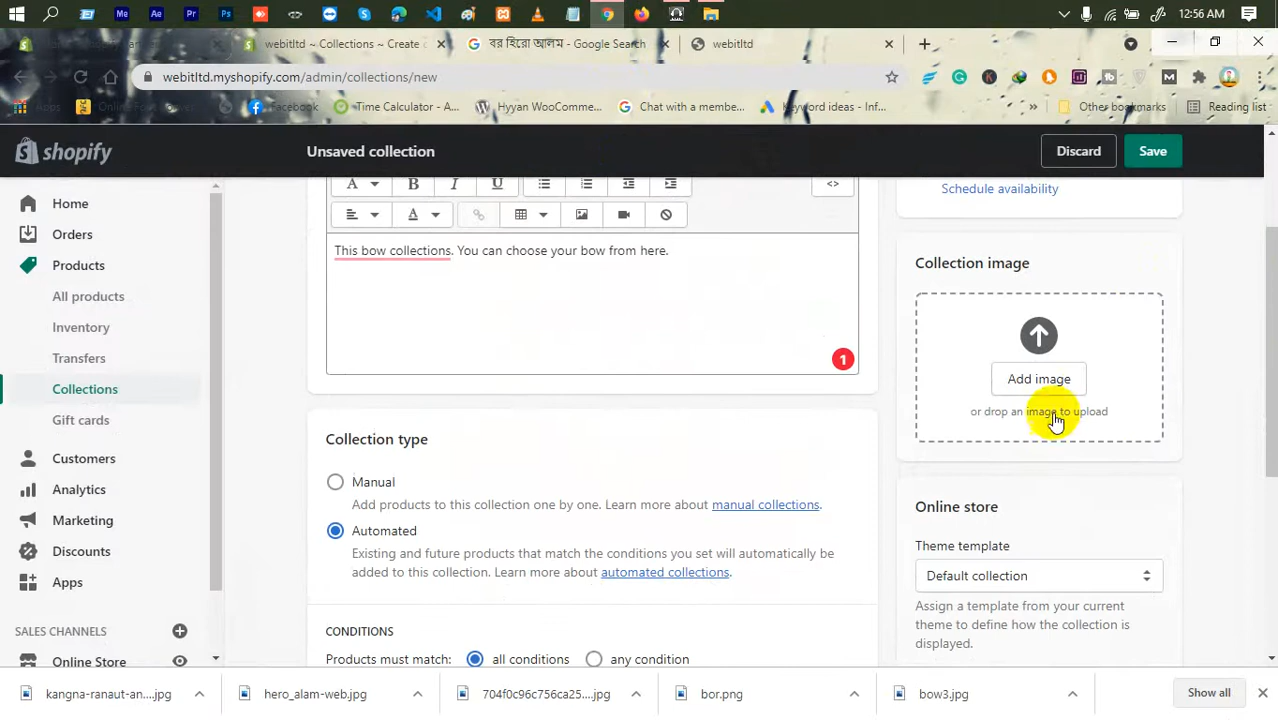 Me Ae Pr Ps 12:56 AM
webitltd ~ Collections ~ Create c
বর হিরো আলম - Google Search
webitltd
webitltd.myshopify.com/admin/collections/new
Apps
Facebook
Time Calculator - A...
Hyyan WooComme...
Chat with a membe...
Keyword ideas - Inf...
Other bookmarks
Reading list
shopify
Unsaved collection
Discard
Save
Home
Orders
Products
All products
Inventory
Transfers
Collections
Gift cards
Customers
Analytics
Marketing
Discounts
Apps
SALES CHANNELS
Online Store
A B I U <>
A
This bow collections. You can choose your bow from here.
1
Collection type
Manual
Add products to this collection one by one. Learn more about manual collections.
Automated
Existing and future products that match the conditions you set will automatically be
added to this collection. Learn more about automated collections.
CONDITIONS
Products must match: all conditions any condition
Schedule availability
Collection image
Add image
or drop an image to upload
Online store
Theme template
Default collection
Assign a template from your current
theme to define how the collection is
displayed.
kangna-ranaut-an....jpg
hero_alam-web.jpg
704f0c96c756ca25....jpg
bor.png
bow3.jpg
Show all